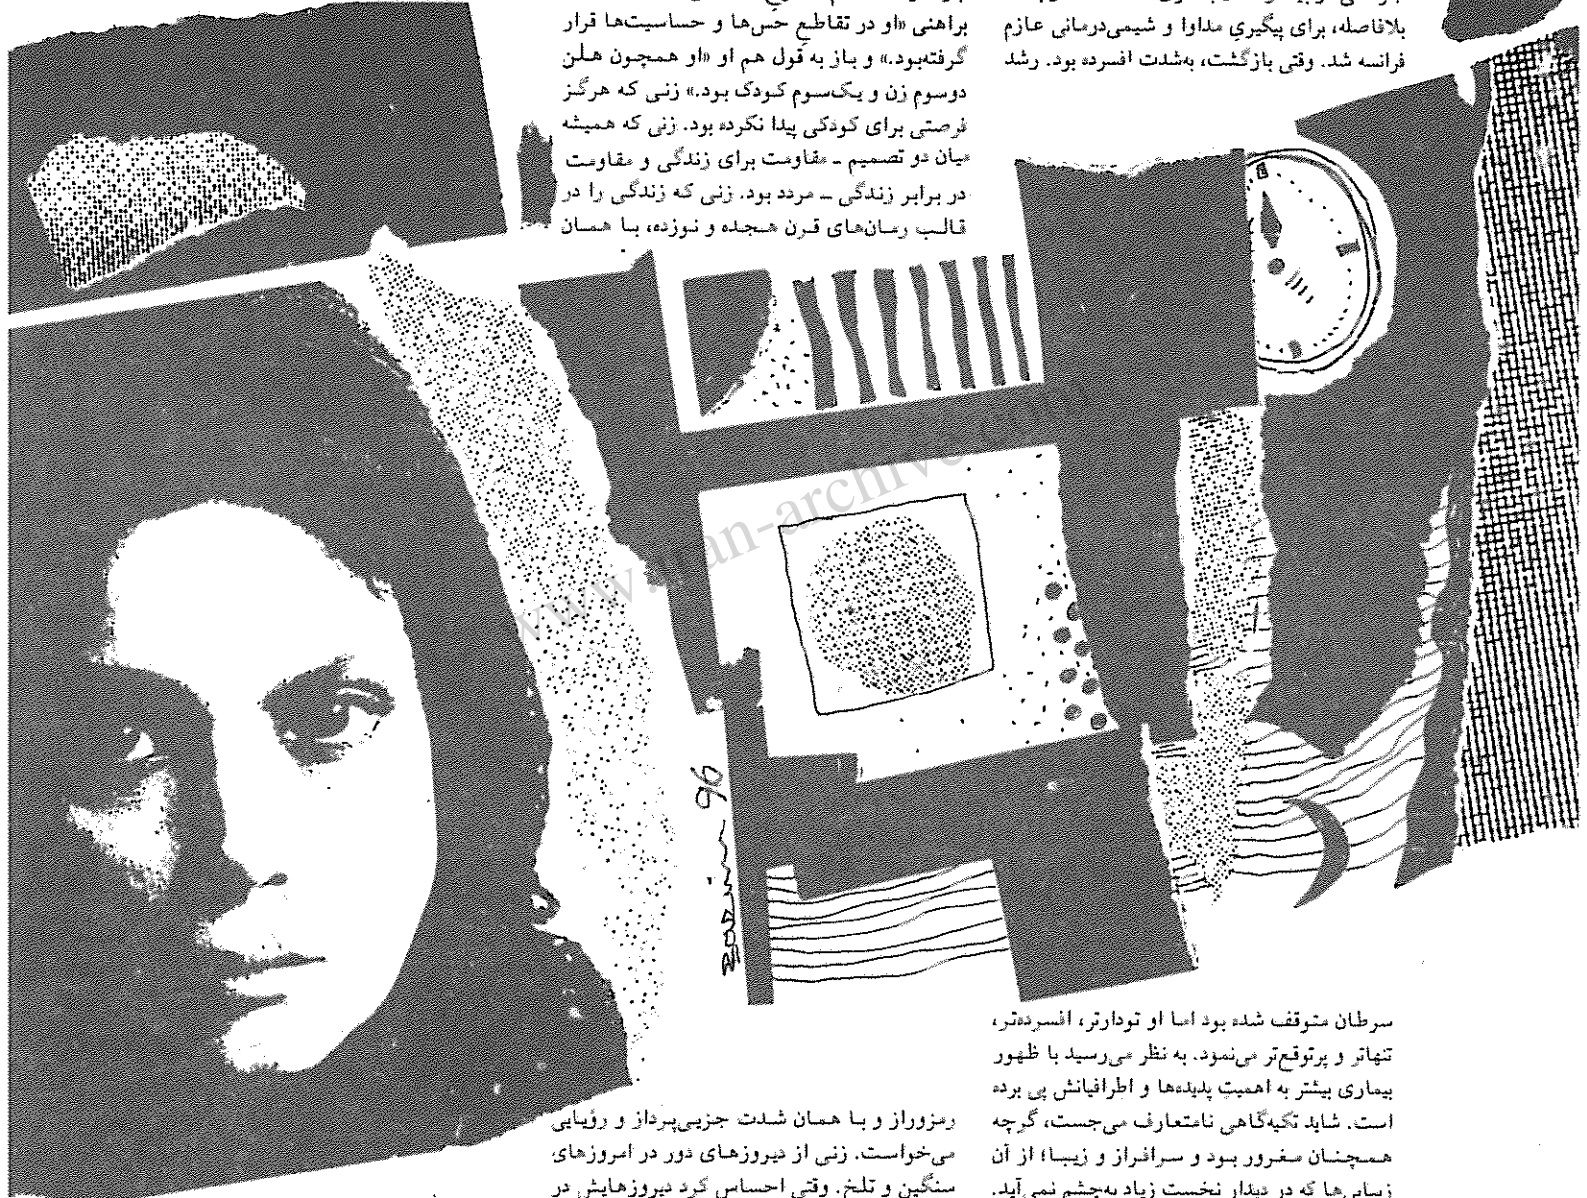 بلافاصله، برای پیگیریِ مداوا و شیمی‌درمانی عازم
فرانسه شد. وقتی بازگشت، به‌شدت افسرده بود. رشد
سرطان متوقف شده بود اما او تودارتر، افسرده‌تر،
تنهاتر و پرتوقع‌تر می‌نمود. به نظر می‌رسید با ظهور
بیماری بیشتر به اهمیتِ پدیده‌ها و اطرافیانش پی برده
است. شاید تکیه‌گاهی نامتعارف می‌جست، گرچه
همچنان مغرور بود و سرافراز و زیبا؛ از آن
زیبایی‌ها که در دیدار نخست زیاد به‌چشم نمی‌آید.
براهنی «او در تقاطعِ حس‌ها و حساسیت‌ها قرار
گرفته‌بود.» و باز به قول هم او «او همچون هلن
دوسوم زن و یک‌سوم کودک بود.» زنی که هرگز
فرصتی برای کودکی پیدا نکرده بود. زنی که همیشه
میان دو تصمیم – مقاومت برای زندگی و مقاومت
در برابر زندگی – مردد بود. زنی که زندگی را در
قالب رمان‌های قرن هجده و نوزده، با همان
رمزوراز و با همان شدت جزیی‌پرداز و رؤیایی
می‌خواست. زنی از دیروزهای دور در امروزهای
سنگین و تلخ. وقتی احساس کرد دیروزهایش در
96